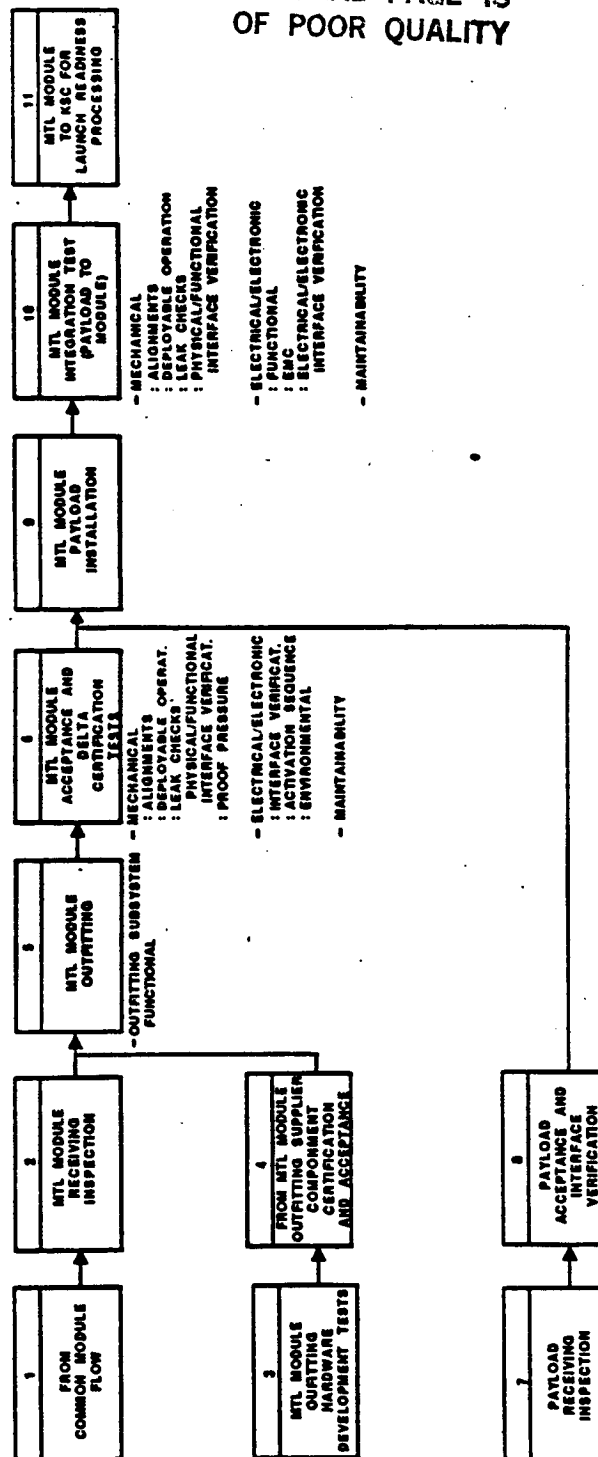 OF POOR QUALITY
1
FROM
COMMON MODULE
FLOW
2
MTL MODULE
RECEIVING
INSPECTION
3
MTL MODULE
OUFITTING
HARDWARE
DEVELOPMENT TESTS
4
FROM MTL MODULE
OUTFITTING SUPPLIER
COMPONMENT
CERTIFICATION
AND ACCEPTANCE
5
MTL MODULE
OUTFITTING
-OUTFITTING SUBSYSTEM
FUNCTIONAL
6
MTL MODULE
ACCEPTANCE AND
DELTA
CERTIFICATION
TESTS
- MECHANICAL
: ALIGNMENTS
: DEPLOYABLE OPERAT.
: LEAK CHECKS
PHYSICAL/FUNCTIONAL
INTERFACE VERIFICAT.
: PROOF PRESSURE
- ELECTRICAL/ELECTRONIC
: INTERFACE VERIFICAT.
: ACTIVATION SEQUENCE
: ENVIRONMENTAL
- MAINTAINABILITY
7
PAYLOAD
RECEIVING
INSPECTION
8
PAYLOAD
ACCEPTANCE AND
INTERFACE
VERIFICATION
9
MTL MODULE
PAYLOAD
INSTALLATION
10
MTL MODULE
INTEGRATION TEST
(PAYLOAD TO
MODULE)
- MECHANICAL
: ALIGNMENTS
: DEPLOYABLE OPERATION
: LEAK CHECKS
: PHYSICAL/FUNCTIONAL
INTERFACE VERIFICATION
- ELECTRICAL/ELECTRONIC
: FUNCTIONAL
: EMC
: ELECTRICAL/ELECTRONIC
INTERFACE VERIFICATION
- MAINTAINABILITY
11
MTL MODULE
TO KSC FOR
LAUNCH READINESS
PROCESSING